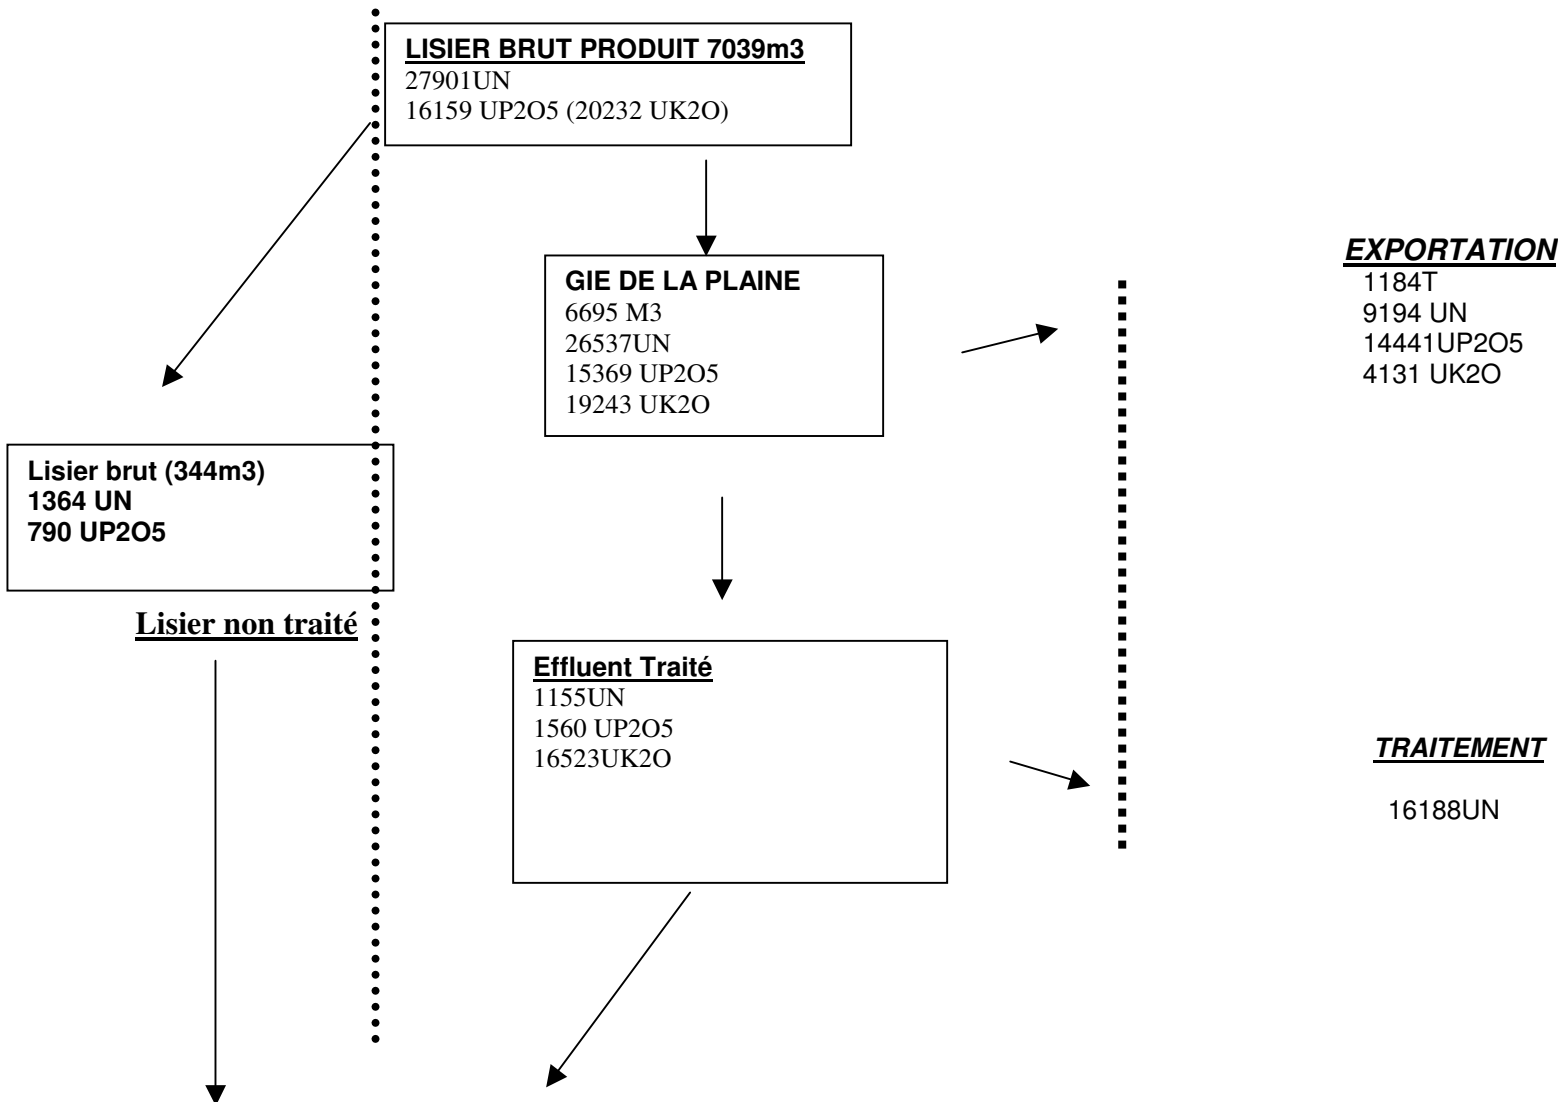 LISIER BRUT PRODUIT 7039m3
27901UN
16159 UP2O5 (20232 UK2O)
GIE DE LA PLAINE
6695 M3
26537UN
15369 UP2O5
19243 UK2O
EXPORTATION
1184T
9194 UN
14441UP2O5
4131 UK2O
Lisier brut (344m3)
1364 UN
790 UP2O5
Lisier non traité
Effluent Traité
1155UN
1560 UP2O5
16523UK2O
TRAITEMENT
16188UN